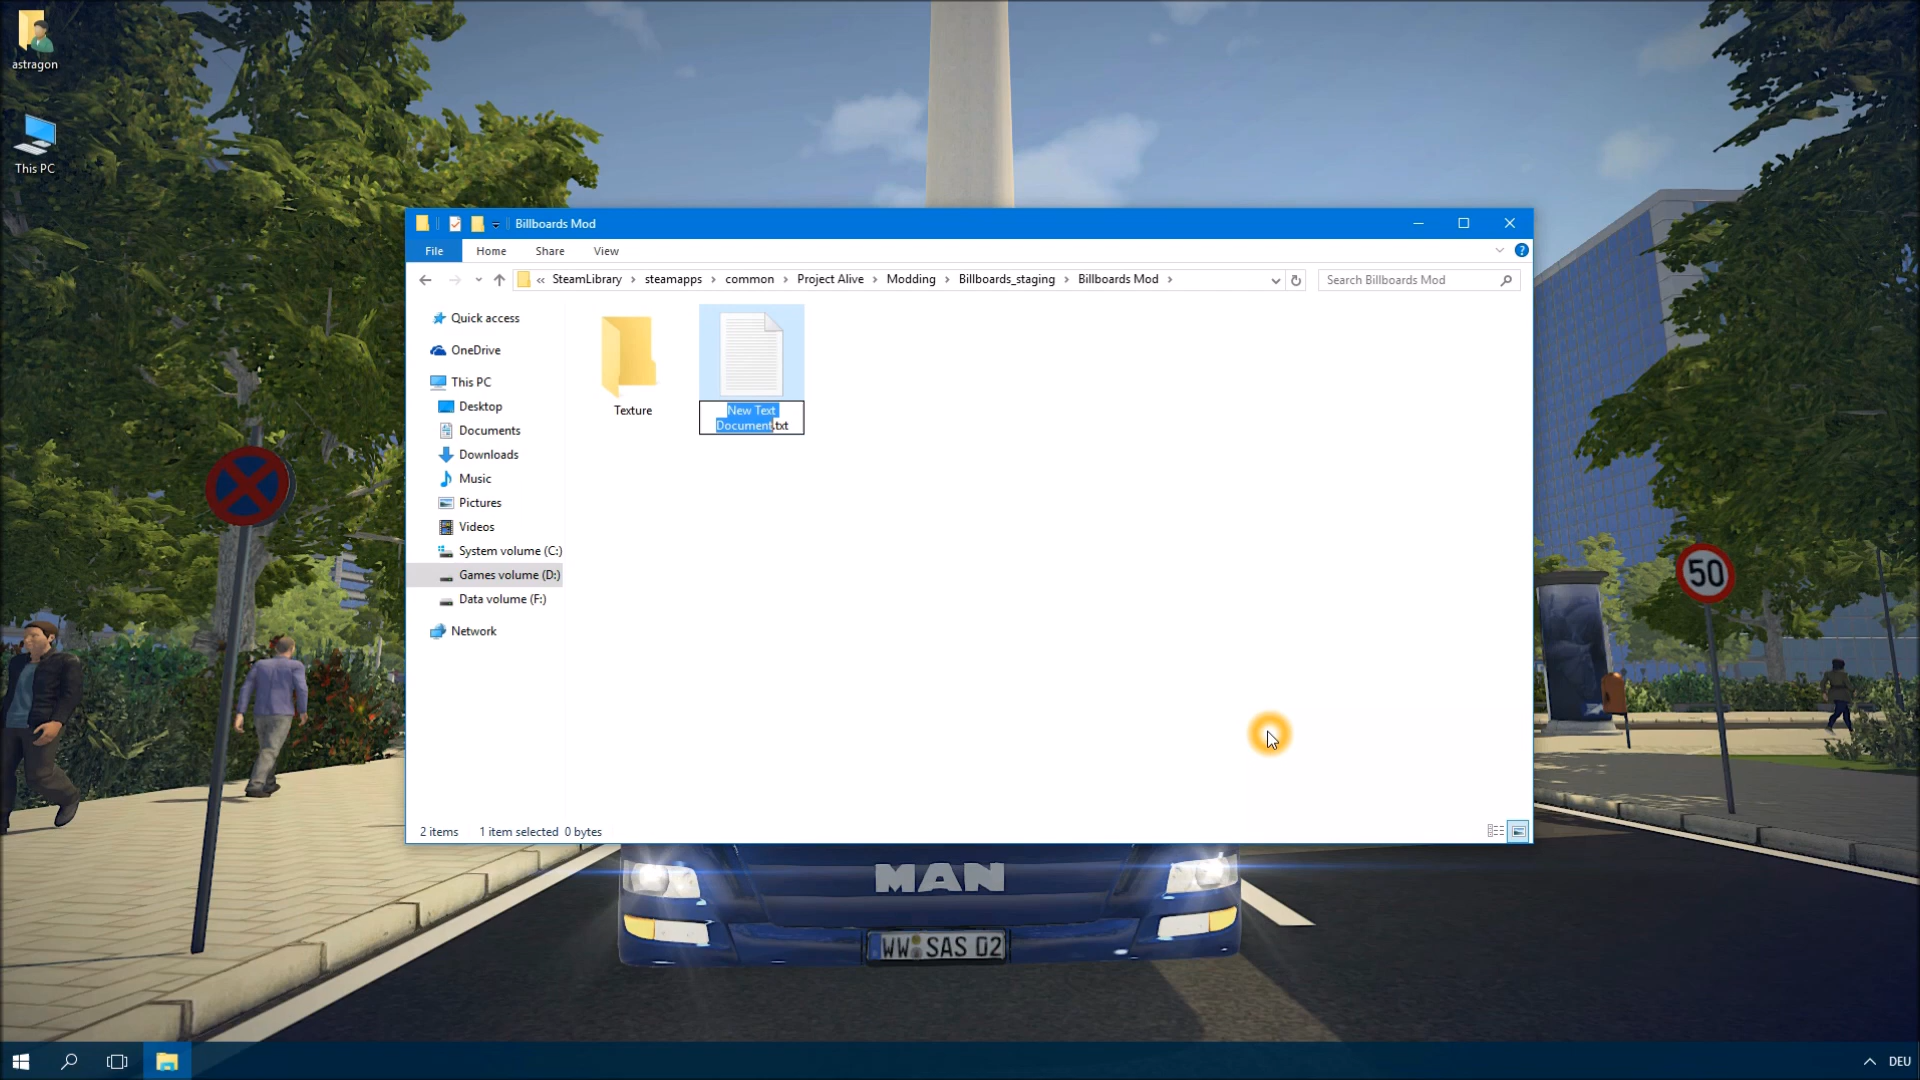 astragon
This PC
Billboards Mod
File Home Share View
« SteamLibrary › steamapps › common › Project Alive › Modding › Billboards_staging › Billboards Mod ›
Search Billboards Mod
Quick access
OneDrive
This PC
Desktop
Documents
Downloads
Music
Pictures
Videos
System volume (C:)
Games volume (D:)
Data volume (F:)
Network
Texture
New Text
Document.txt
2 items 1 item selected 0 bytes
50
MAN
WW SAS 02
DEU